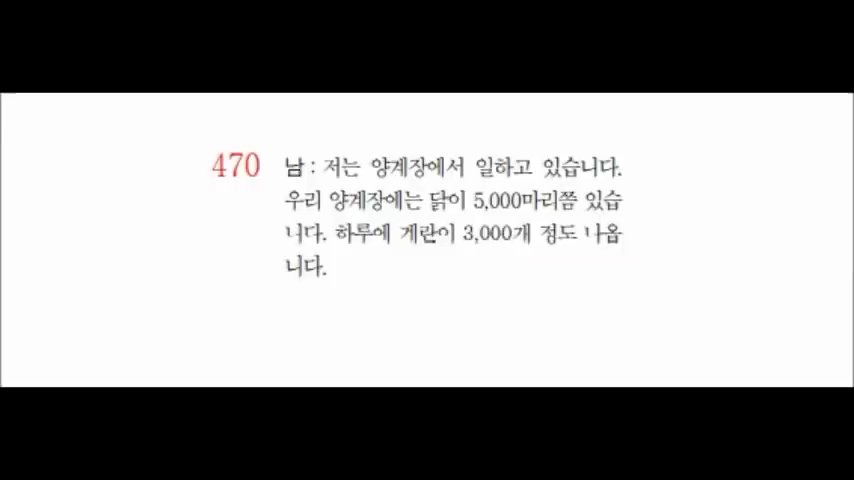 470 남 : 저는 양계장에서 일하고 있습니다.
우리 양계장에는 닭이 5,000마리쯤 있습
니다. 하루에 계란이 3,000개 정도 나옵
니다.